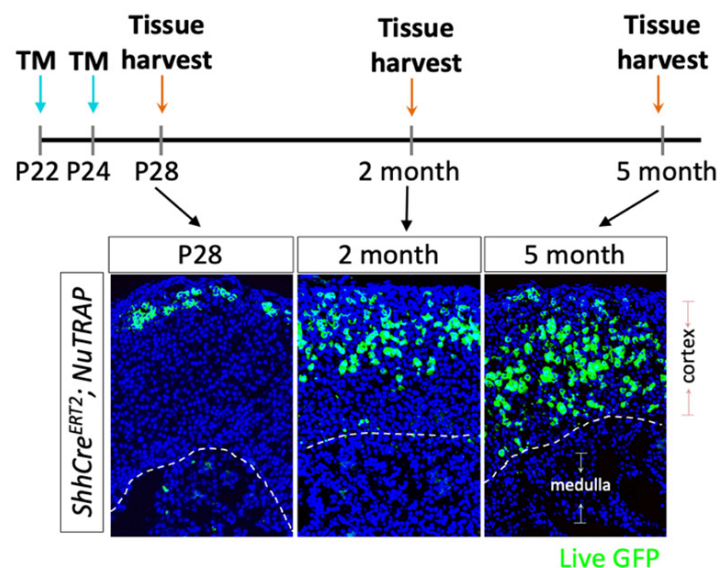 Tissue harvest
Tissue harvest
Tissue harvest
TM
TM
P22
P24
P28
2 month
5 month
P28
2 month
5 month
ShhCreERT2; NuTRAP
cortex
medulla
Live GFP